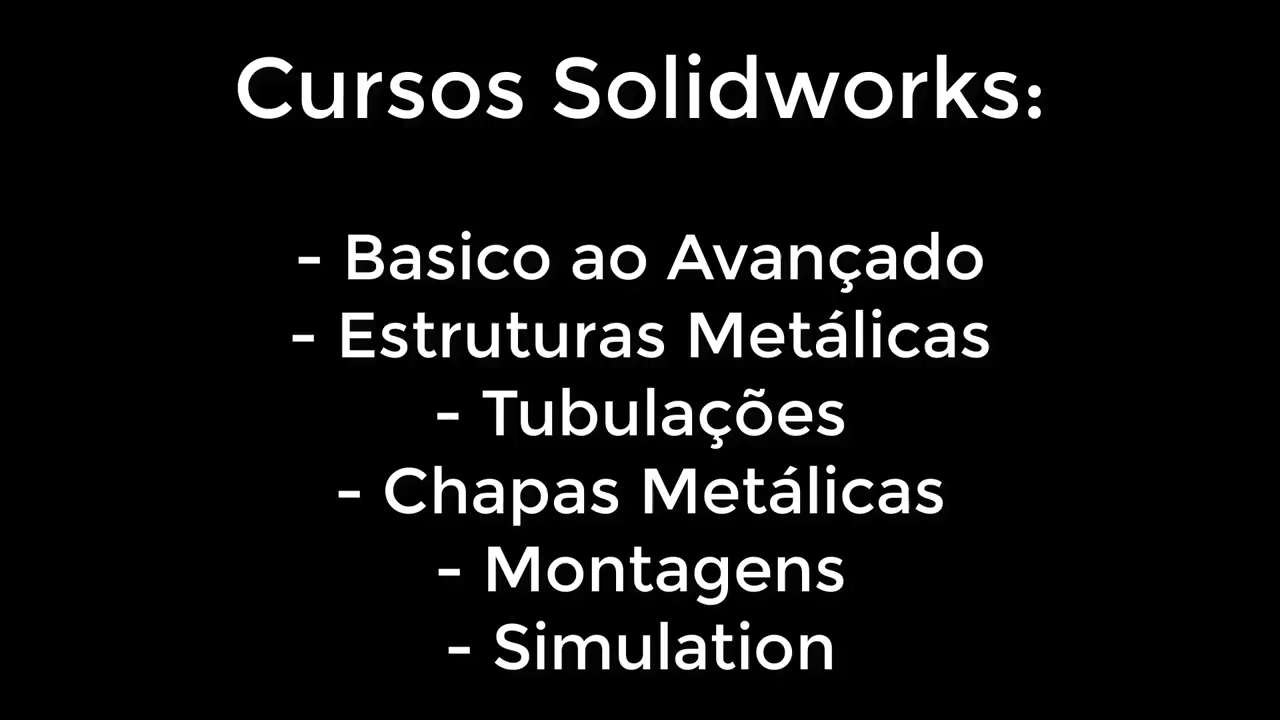 Cursos Solidworks:
- Basico ao Avançado
- Estruturas Metálicas
- Tubulações
- Chapas Metálicas
- Montagens
- Simulation